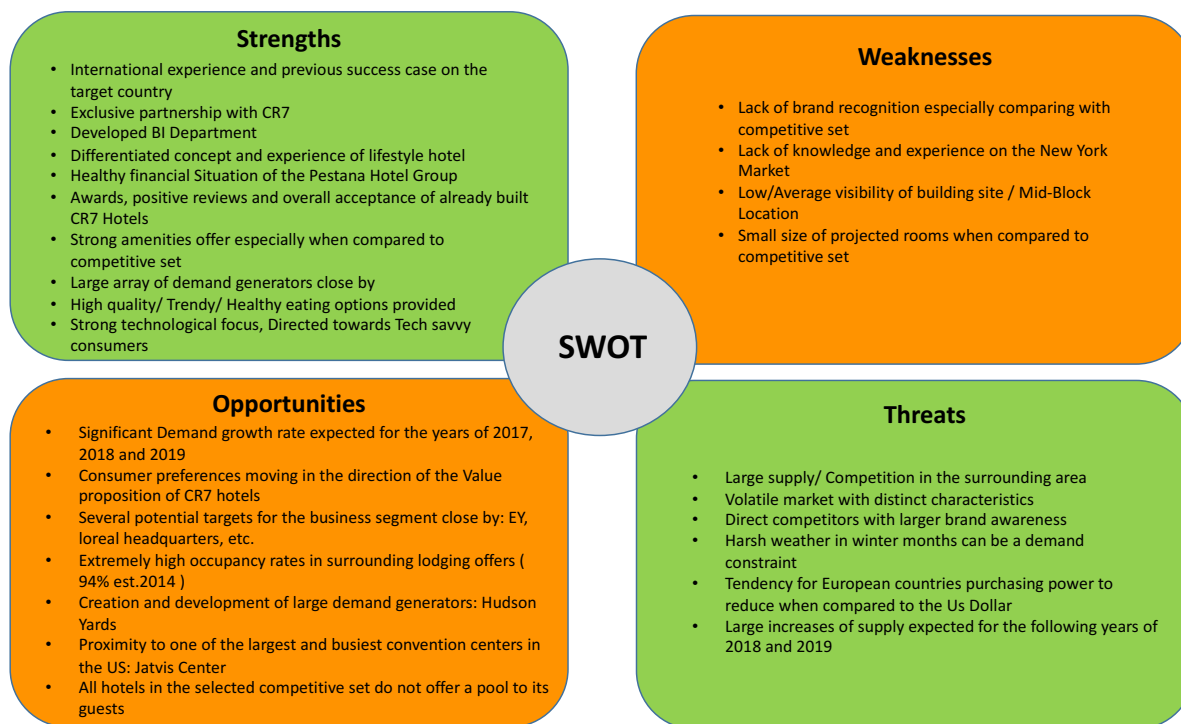 Strengths
• International experience and previous success case on the
target country
• Exclusive partnership with CR7
• Developed BI Department
• Differentiated concept and experience of lifestyle hotel
• Healthy financial Situation of the Pestana Hotel Group
• Awards, positive reviews and overall acceptance of already built
CR7 Hotels
• Strong amenities offer especially when compared to
competitive set
• Large array of demand generators close by
• High quality/ Trendy/ Healthy eating options provided
• Strong technological focus, Directed towards Tech savvy
consumers
Weaknesses
• Lack of brand recognition especially comparing with
competitive set
• Lack of knowledge and experience on the New York
Market
• Low/Average visibility of building site / Mid-Block
Location
• Small size of projected rooms when compared to
competitive set
SWOT
Opportunities
• Significant Demand growth rate expected for the years of 2017,
2018 and 2019
• Consumer preferences moving in the direction of the Value
proposition of CR7 hotels
• Several potential targets for the business segment close by: EY,
loreal headquarters, etc.
• Extremely high occupancy rates in surrounding lodging offers (
94% est.2014 )
• Creation and development of large demand generators: Hudson
Yards
• Proximity to one of the largest and busiest convention centers in
the US: Jatvis Center
• All hotels in the selected competitive set do not offer a pool to its
guests
Threats
• Large supply/ Competition in the surrounding area
• Volatile market with distinct characteristics
• Direct competitors with larger brand awareness
• Harsh weather in winter months can be a demand
constraint
• Tendency for European countries purchasing power to
reduce when compared to the Us Dollar
• Large increases of supply expected for the following years of
2018 and 2019